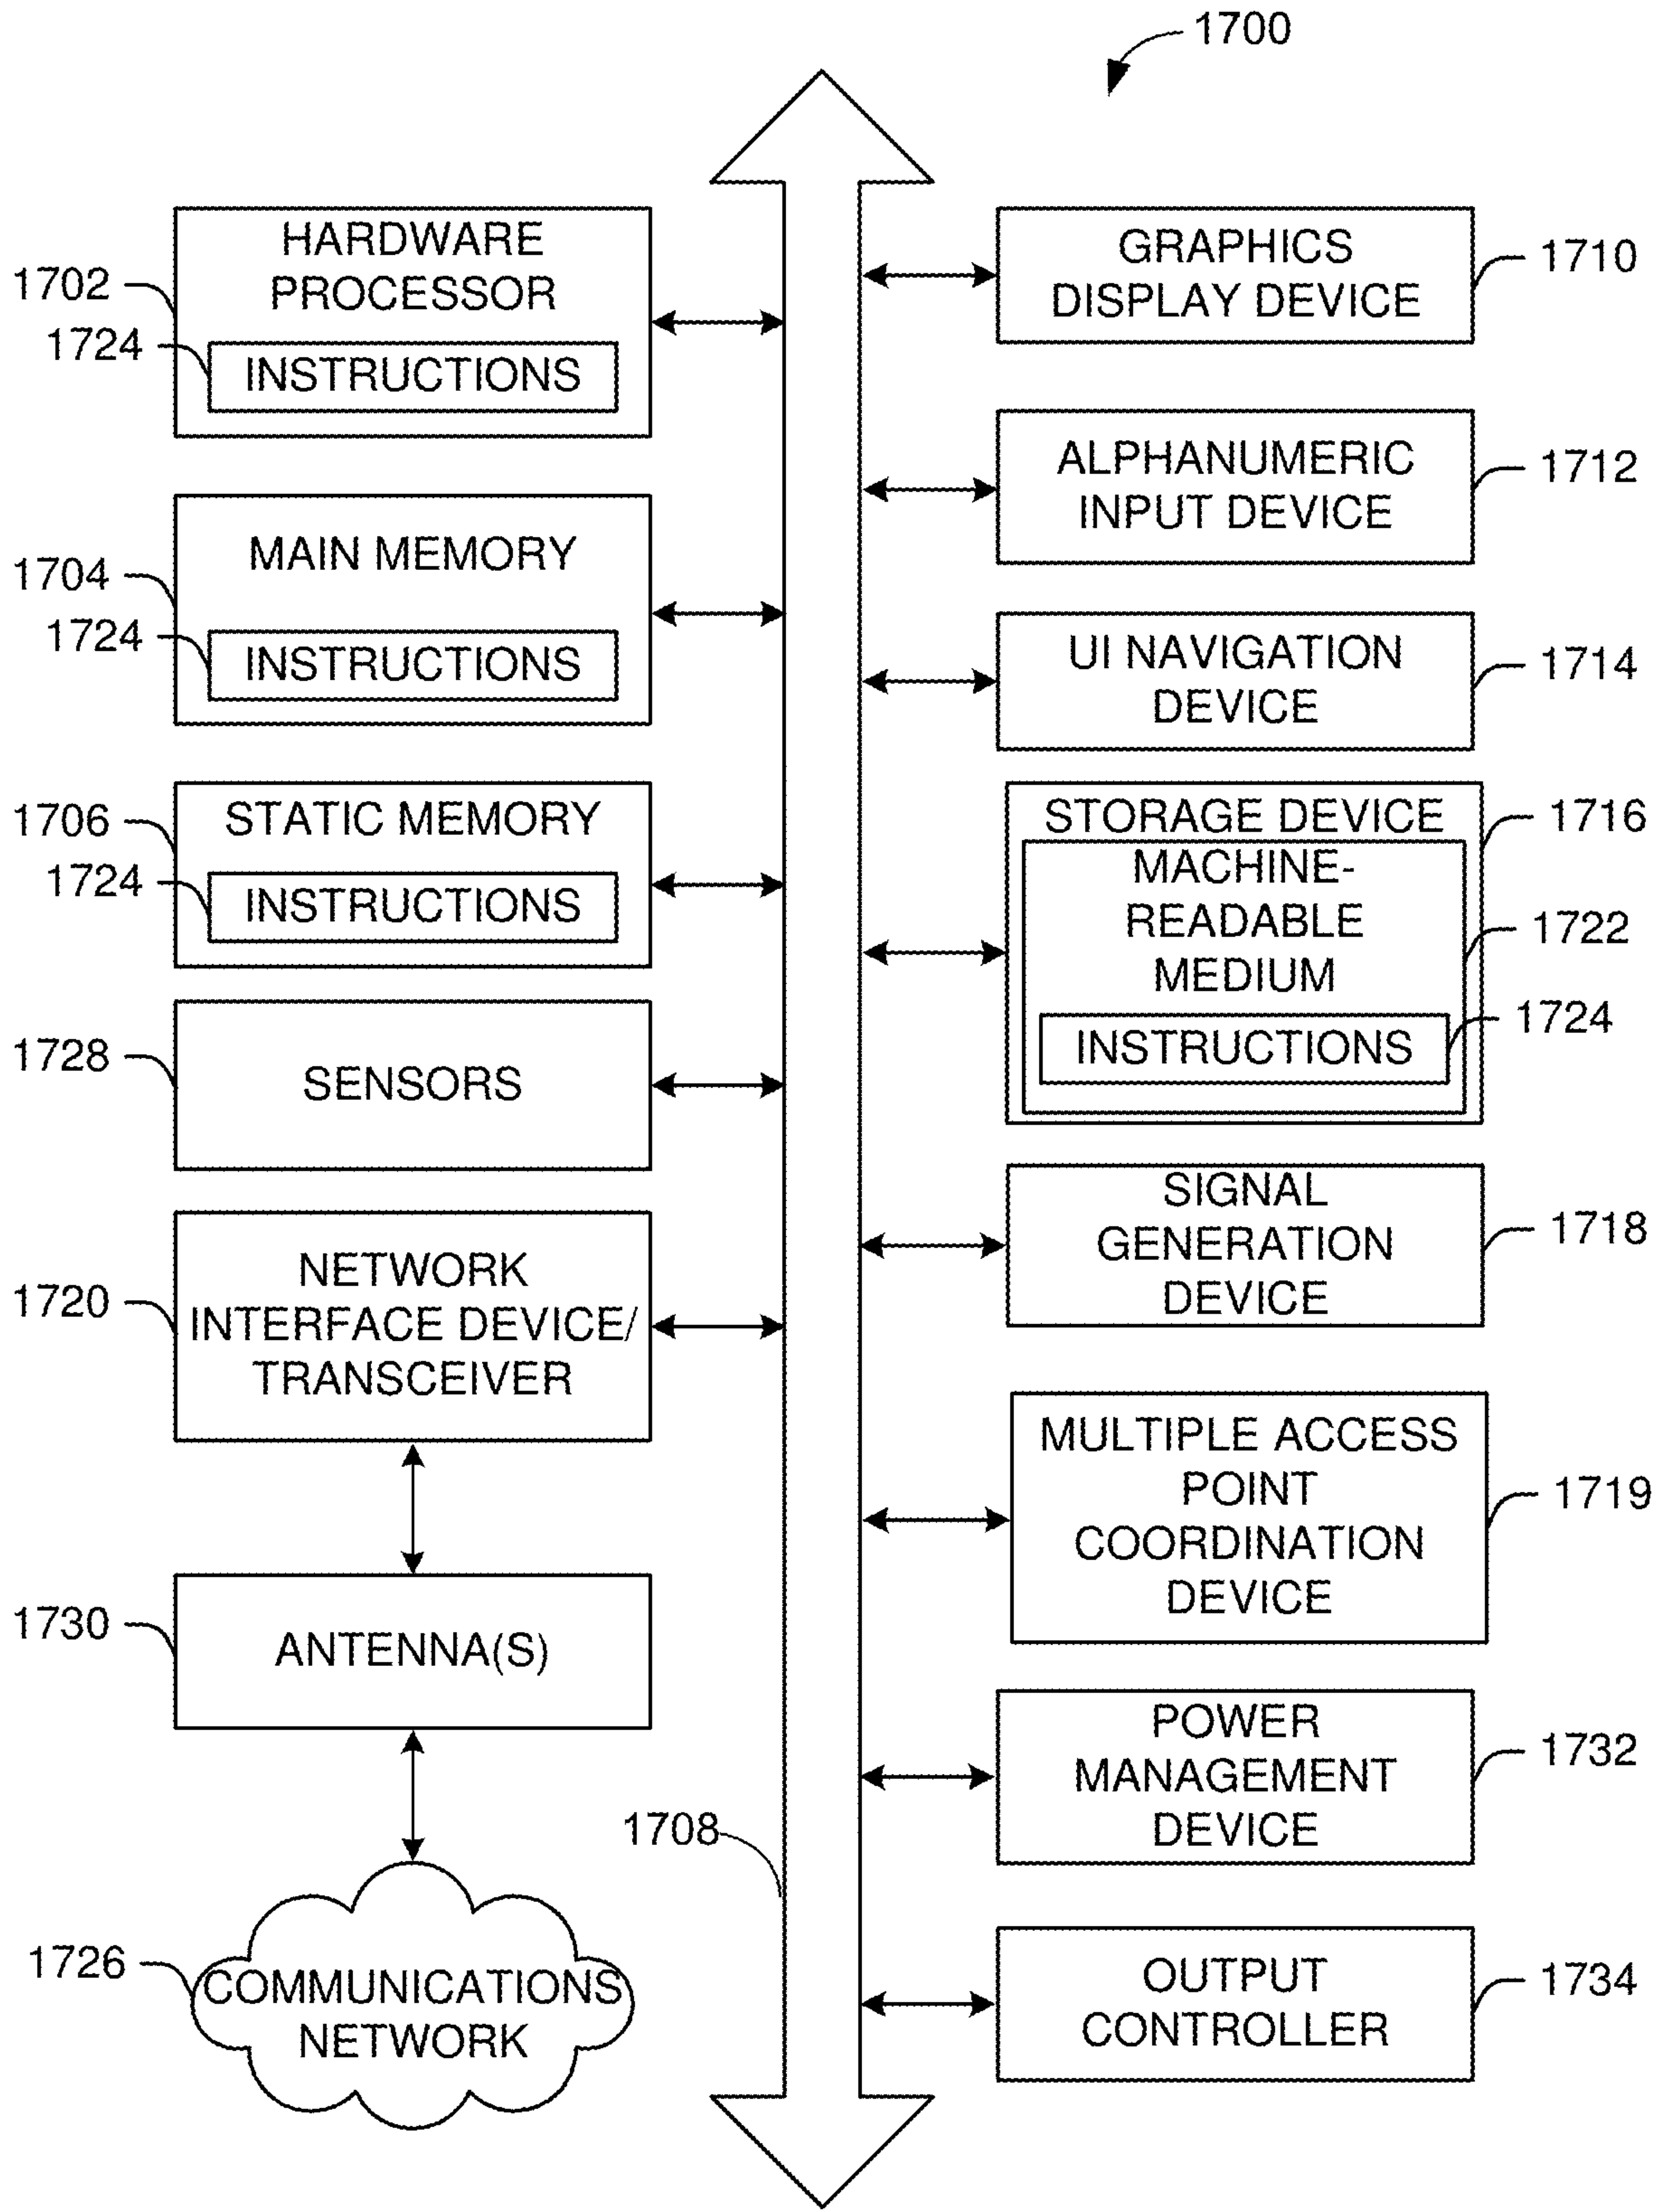 1700
HARDWARE
PROCESSOR
1702
1724
INSTRUCTIONS
MAIN MEMORY
1704
1724
INSTRUCTIONS
STATIC MEMORY
1706
1724
INSTRUCTIONS
1728
SENSORS
NETWORK
INTERFACE DEVICE/
TRANSCEIVER
1720
1730
ANTENNA(S)
1708
1726
COMMUNICATIONS
NETWORK
GRAPHICS
DISPLAY DEVICE
1710
ALPHANUMERIC
INPUT DEVICE
1712
UI NAVIGATION
DEVICE
1714
STORAGE DEVICE
1716
MACHINE-
READABLE
MEDIUM
1722
INSTRUCTIONS
1724
SIGNAL
GENERATION
DEVICE
1718
MULTIPLE ACCESS
POINT
COORDINATION
DEVICE
1719
POWER
MANAGEMENT
DEVICE
1732
OUTPUT
CONTROLLER
1734